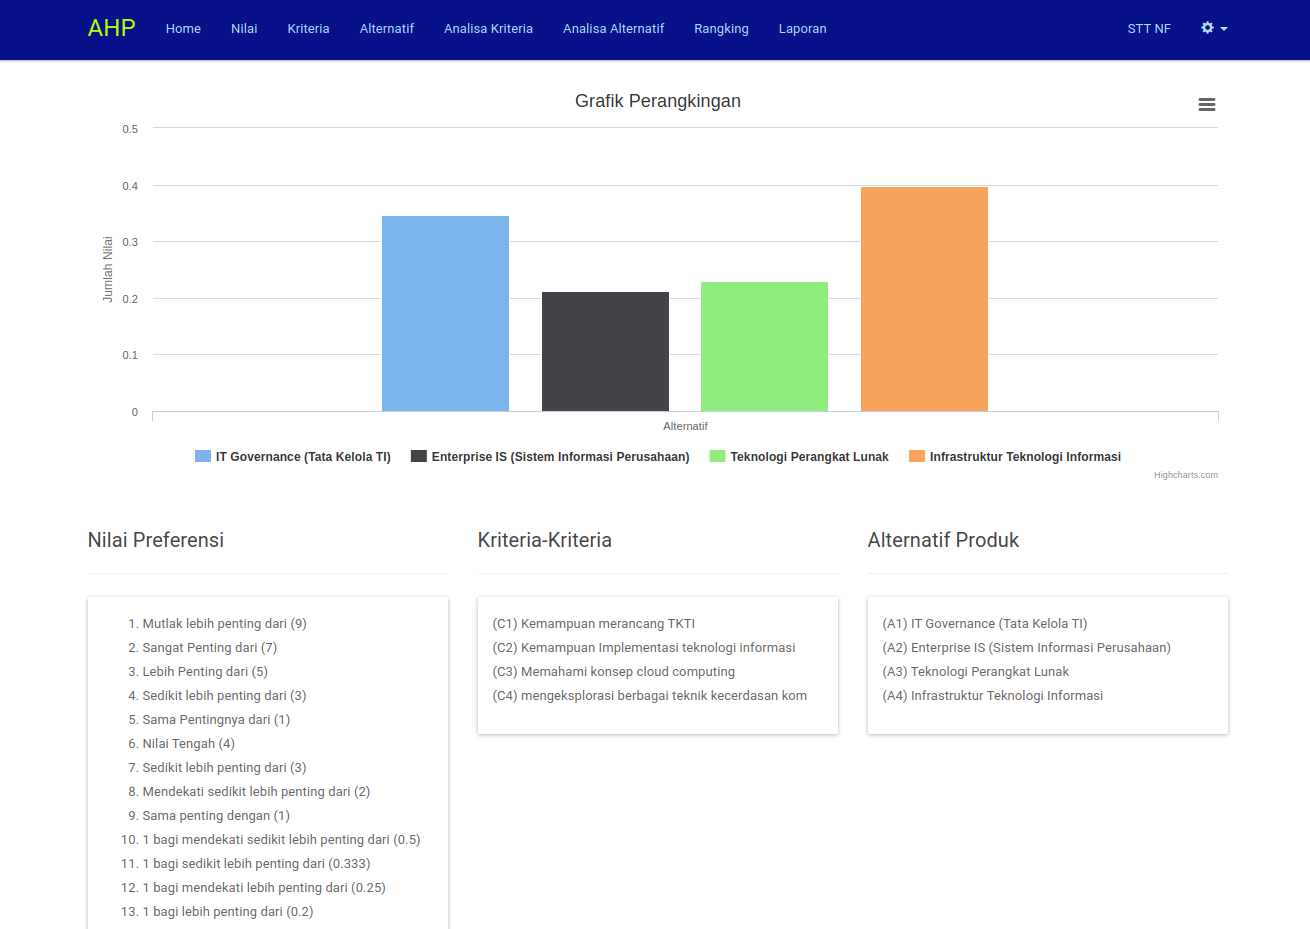 AHP Home Nilai Kriteria Alternatif Analisa Kriteria Analisa Alternatif Rangking Laporan STT NF
Grafik Perangkingan
0.5
0.4
0.3
0.2
0.1
0
Jumlah Nilai
Alternatif
IT Governance (Tata Kelola TI) Enterprise IS (Sistem Informasi Perusahaan) Teknologi Perangkat Lunak Infrastruktur Teknologi Informasi
Highcharts.com
Nilai Preferensi
1. Mutlak lebih penting dari (9)
2. Sangat Penting dari (7)
3. Lebih Penting dari (5)
4. Sedikit lebih penting dari (3)
5. Sama Pentingnya dari (1)
6. Nilai Tengah (4)
7. Sedikit lebih penting dari (3)
8. Mendekati sedikit lebih penting dari (2)
9. Sama penting dengan (1)
10. 1 bagi mendekati sedikit lebih penting dari (0.5)
11. 1 bagi sedikit lebih penting dari (0.333)
12. 1 bagi mendekati lebih penting dari (0.25)
13. 1 bagi lebih penting dari (0.2)
Kriteria-Kriteria
(C1) Kemampuan merancang TKTI
(C2) Kemampuan Implementasi teknologi informasi
(C3) Memahami konsep cloud computing
(C4) mengeksplorasi berbagai teknik kecerdasan kom
Alternatif Produk
(A1) IT Governance (Tata Kelola TI)
(A2) Enterprise IS (Sistem Informasi Perusahaan)
(A3) Teknologi Perangkat Lunak
(A4) Infrastruktur Teknologi Informasi